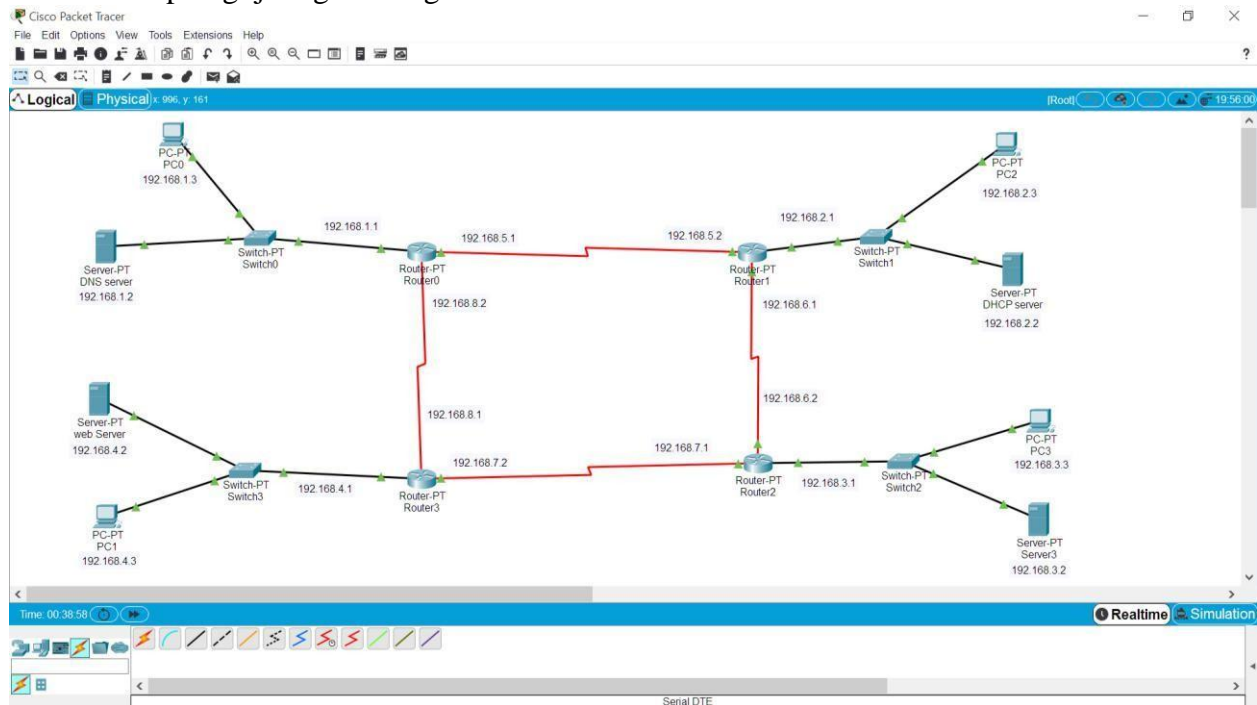 Cisco Packet Tracer
File Edit Options View Tools Extensions Help
?
Logical Physical x: 996, y: 161 [Root] 19:56:00
PC-PT
PC0
192.168.1.3
PC-PT
PC2
192.168.2.3
192.168.1.1
192.168.5.1
192.168.5.2
192.168.2.1
Server-PT
DNS server
192.168.1.2
Switch-PT
Switch0
Router-PT
Router0
Router-PT
Router1
Switch-PT
Switch1
Server-PT
DHCP server
192.168.2.2
192.168.8.2
192.168.6.1
Server-PT
web Server
192.168.4.2
192.168.8.1
192.168.6.2
PC-PT
PC3
192.168.3.3
192.168.7.2
192.168.7.1
Switch-PT
Switch3
192.168.4.1
Router-PT
Router3
Router-PT
Router2
192.168.3.1
Switch-PT
Switch2
PC-PT
PC1
192.168.4.3
Server-PT
Server3
192.168.3.2
Time: 00:38:58 Realtime Simulation
Serial DTE